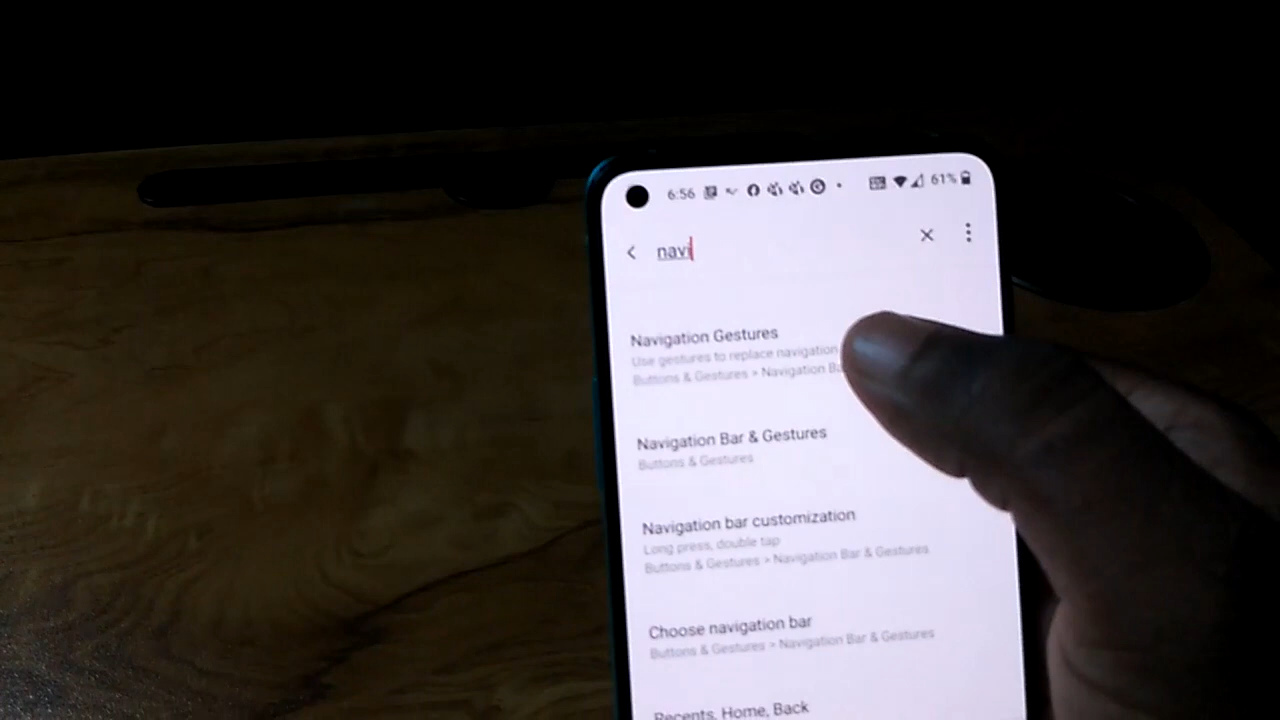 6:56 61%
navi
Navigation Gestures
Use gestures to replace navigation
Buttons & Gestures > Navigation
Navigation Bar & Gestures
Buttons & Gestures
Navigation bar customization
Long press, double tap
Buttons & Gestures > Navigation Bar & Gestures
Choose navigation bar
Buttons & Gestures > Navigation Bar & Gestures
Recents, Home, Back